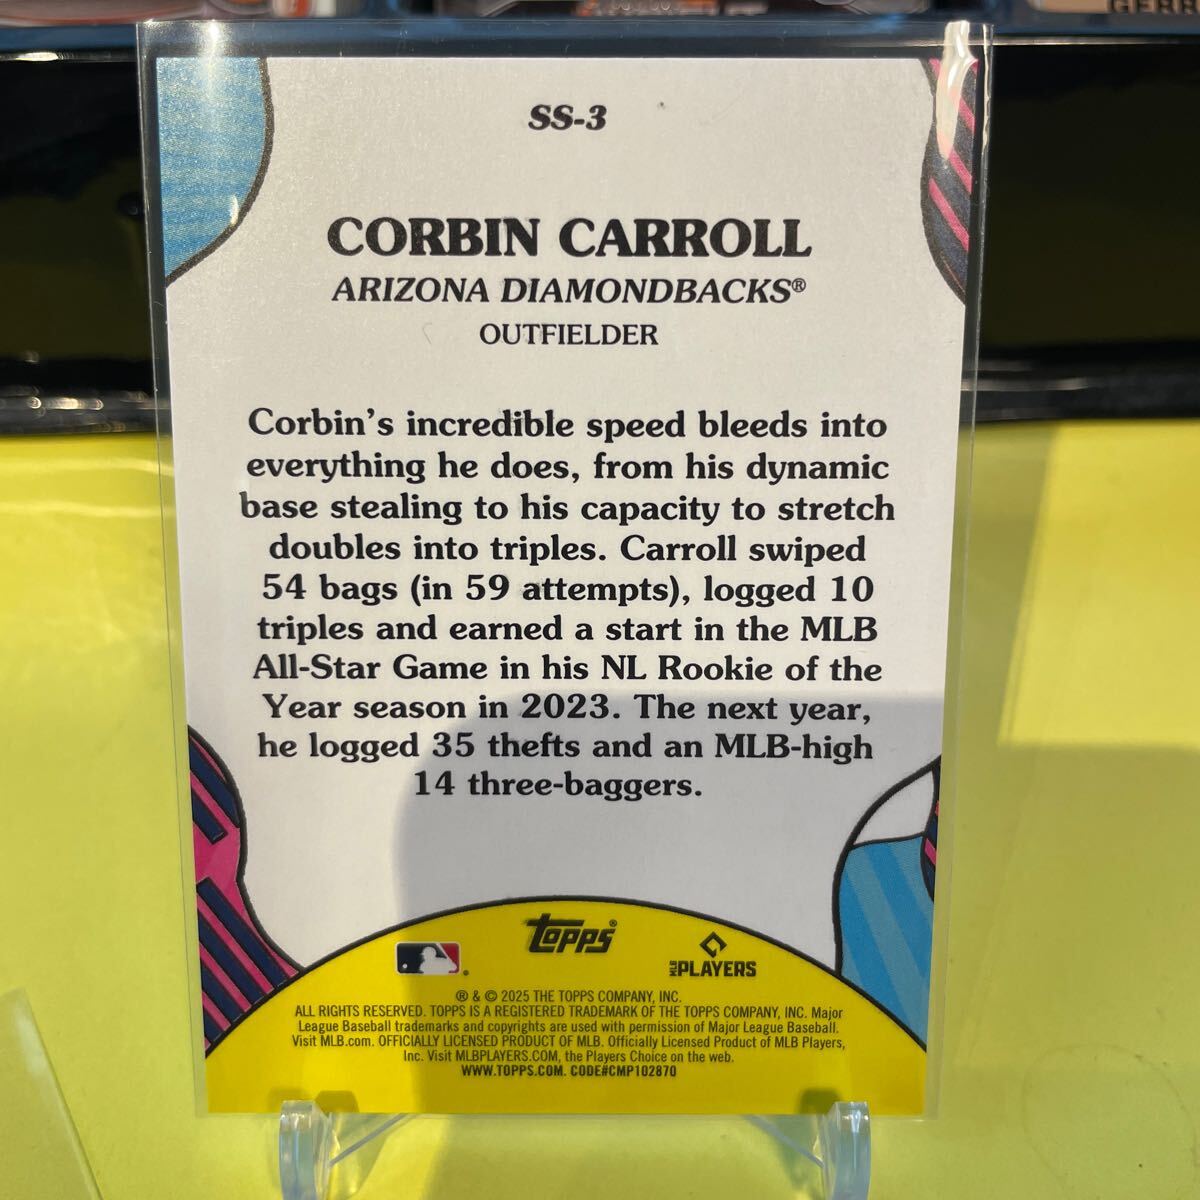 GERR
SS-3
CORBIN CARROLL
ARIZONA DIAMONDBACKS®
OUTFIELDER
Corbin's incredible speed bleeds into
everything he does, from his dynamic
base stealing to his capacity to stretch
doubles into triples. Carroll swiped
54 bags (in 59 attempts), logged 10
triples and earned a start in the MLB
All-Star Game in his NL Rookie of the
Year season in 2023. The next year,
he logged 35 thefts and an MLB-high
14 three-baggers.
topps®
MLB PLAYERS
® & © 2025 THE TOPPS COMPANY, INC.
ALL RIGHTS RESERVED. TOPPS IS A REGISTERED TRADEMARK OF THE TOPPS COMPANY, INC. Major
League Baseball trademarks and copyrights are used with permission of Major League Baseball.
Visit MLB.com. OFFICIALLY LICENSED PRODUCT OF MLB. Officially Licensed Product of MLB Players,
Inc. Visit MLBPLAYERS.COM, the Players Choice on the web.
WWW.TOPPS.COM. CODE#CMP102870